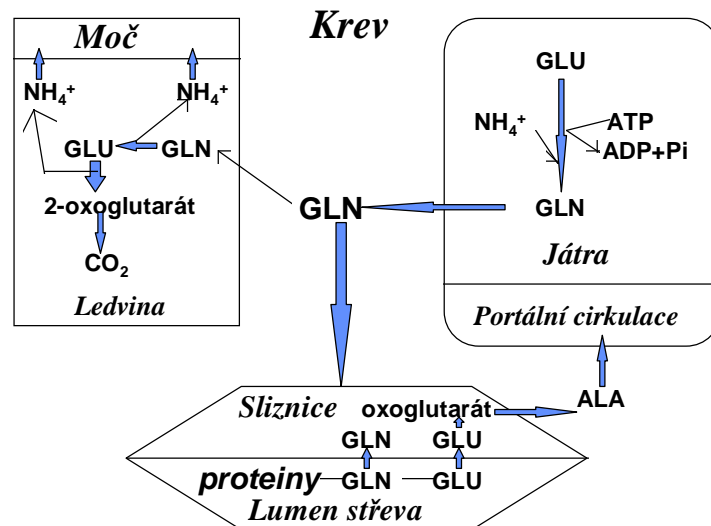 Krev
Moč
NH₄⁺ NH₄⁺
GLU GLN
2-oxoglutarát
CO₂
Ledvina
GLN
GLU
NH₄⁺ ATP
ADP+Pi
GLN
Játra
Portální cirkulace
ALA
Sliznice oxoglutarát
GLN GLU
proteiny GLN GLU
Lumen střeva